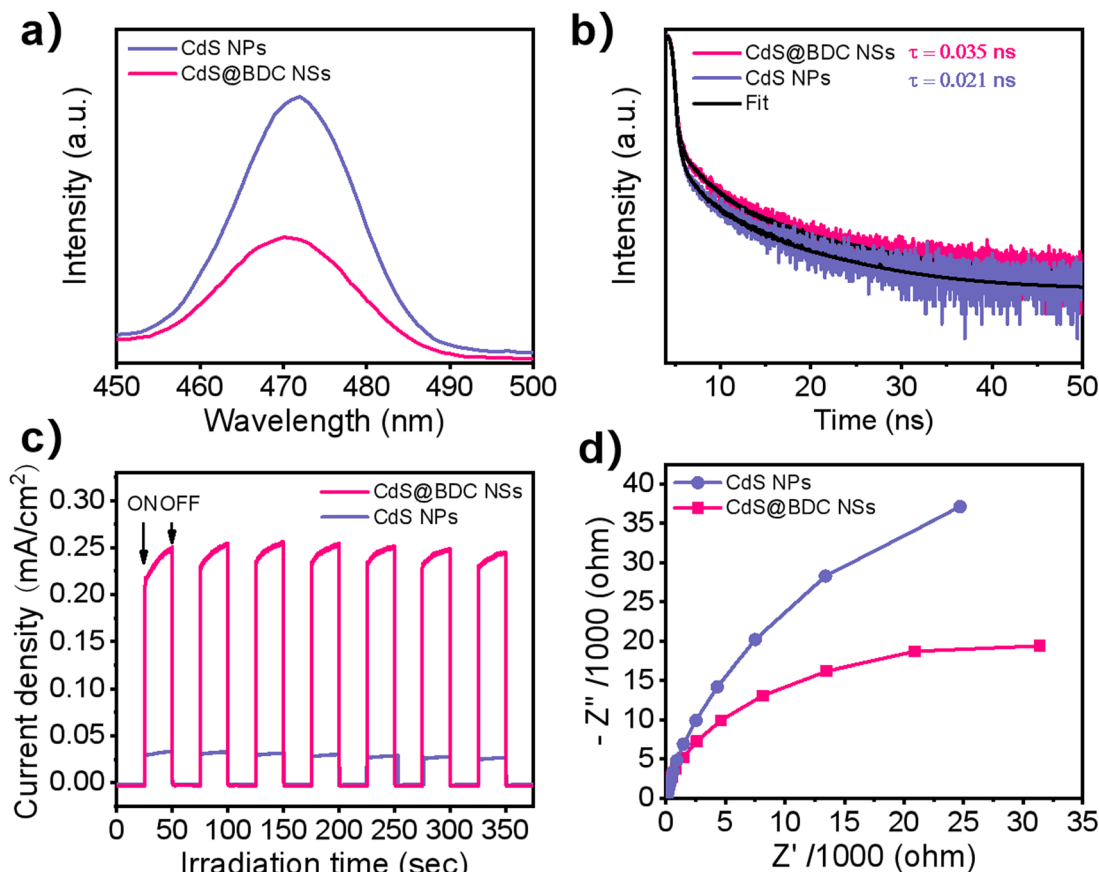 a)
CdS NPs
CdS@BDC NSs
Intensity (a.u.)
450 460 470 480 490 500
Wavelength (nm)
b)
CdS@BDC NSs τ = 0.035 ns
CdS NPs τ = 0.021 ns
Fit
Intensity (a.u.)
10 20 30 40 50
Time (ns)
c)
CdS@BDC NSs
CdS NPs
ON OFF
Current density (mA/cm²)
0.30
0.25
0.20
0.15
0.10
0.05
0.00
0 50 100 150 200 250 300 350
Irradiation time (sec)
d)
CdS NPs
CdS@BDC NSs
- Z'' /1000 (ohm)
40
35
30
25
20
15
10
5
0
0 5 10 15 20 25 30 35
Z' /1000 (ohm)